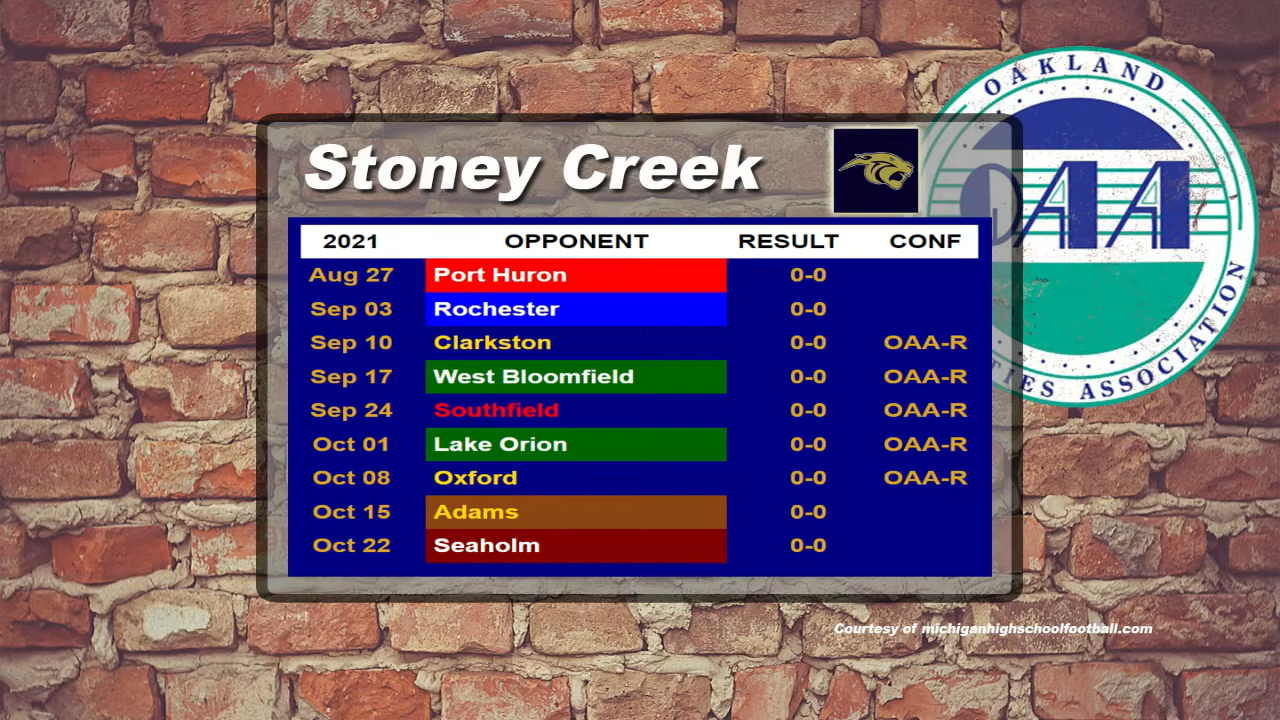 Stoney Creek
2021 OPPONENT RESULT CONF
Aug 27 Port Huron 0-0
Sep 03 Rochester 0-0
Sep 10 Clarkston 0-0 OAA-R
Sep 17 West Bloomfield 0-0 OAA-R
Sep 24 Southfield 0-0 OAA-R
Oct 01 Lake Orion 0-0 OAA-R
Oct 08 Oxford 0-0 OAA-R
Oct 15 Adams 0-0
Oct 22 Seaholm 0-0
OAKLAND
OAA
ASSOCIATION
Courtesy of michiganhighschoolfootball.com